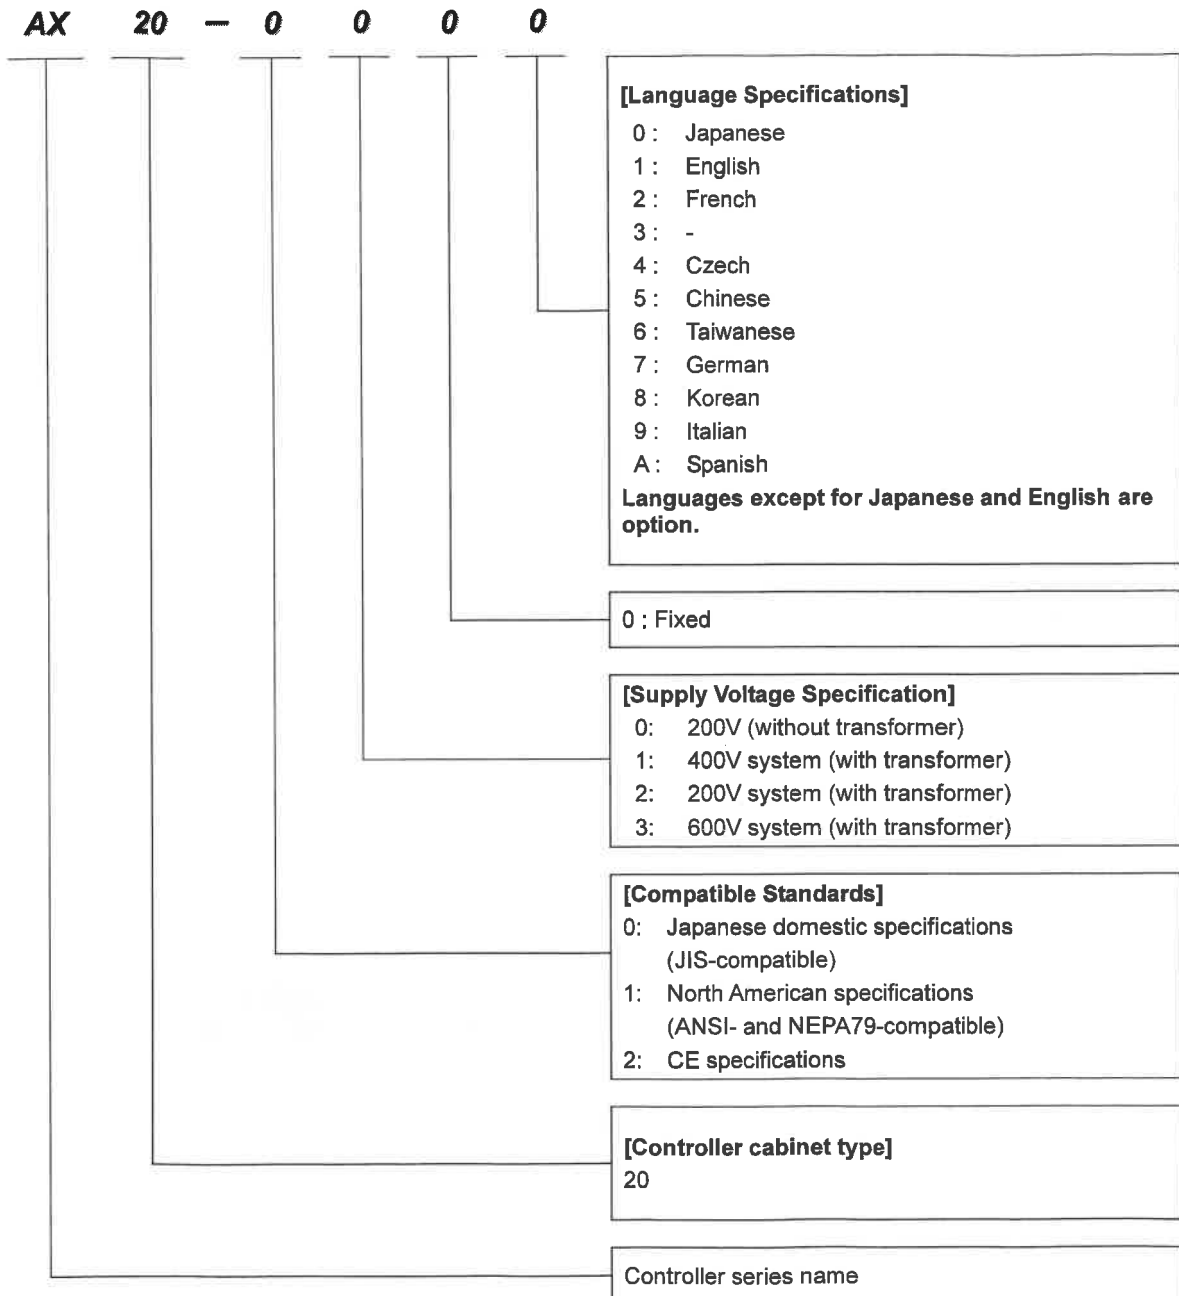 AX 20 – 0 0 0 0
[Language Specifications]
0 : Japanese
1 : English
2 : French
3 : -
4 : Czech
5 : Chinese
6 : Taiwanese
7 : German
8 : Korean
9 : Italian
A : Spanish
Languages except for Japanese and English are
option.
0 : Fixed
[Supply Voltage Specification]
0: 200V (without transformer)
1: 400V system (with transformer)
2: 200V system (with transformer)
3: 600V system (with transformer)
[Compatible Standards]
0: Japanese domestic specifications
(JIS-compatible)
1: North American specifications
(ANSI- and NEPA79-compatible)
2: CE specifications
[Controller cabinet type]
20
Controller series name